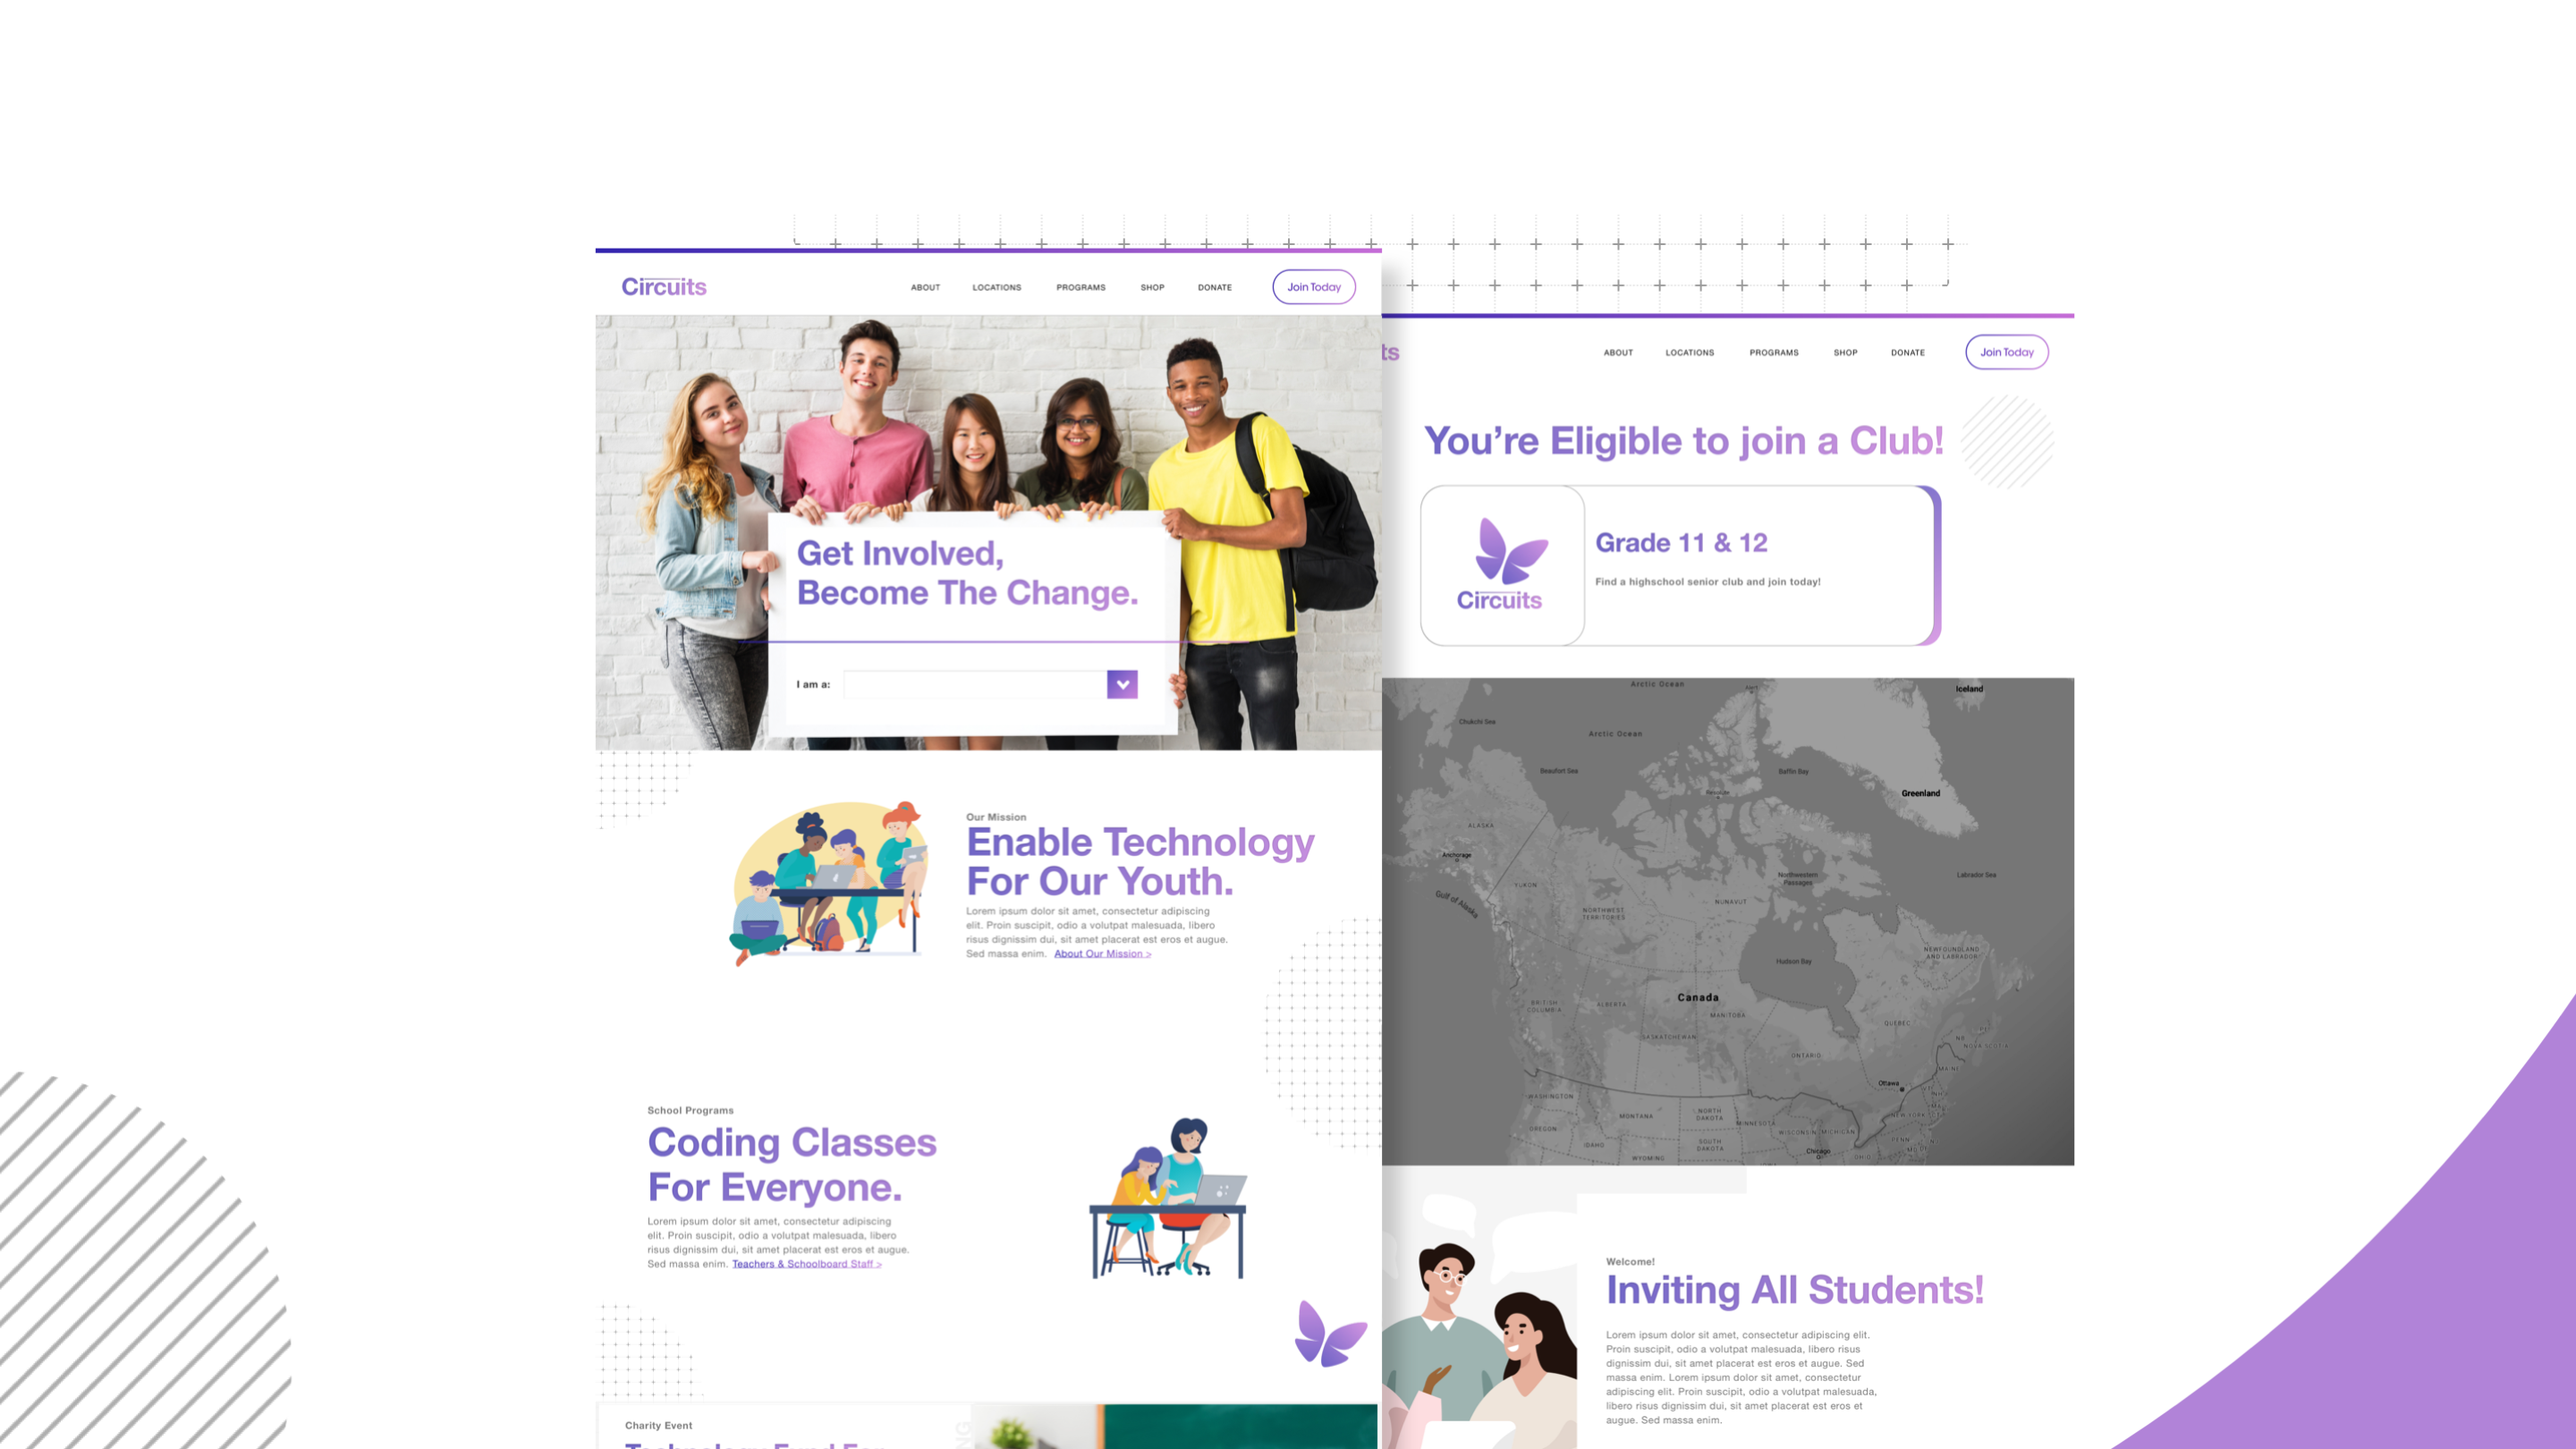 Circuits
ABOUT LOCATIONS PROGRAMS SHOP DONATE Join Today
Get Involved,
Become The Change.
I am a:
Our Mission
Enable Technology
For Our Youth.
Lorem ipsum dolor sit amet, consectetur adipiscing
elit. Proin suscipit, odio a volutpat malesuada, libero
risus dignissim dui, sit amet placerat est eros et augue.
Sed massa enim. About Our Mission >
School Programs
Coding Classes
For Everyone.
Lorem ipsum dolor sit amet, consectetur adipiscing
elit. Proin suscipit, odio a volutpat malesuada, libero
risus dignissim dui, sit amet placerat est eros et augue.
Sed massa enim. Teachers & Schoolboard Staff >
Charity Event
Technology Fund For
NG
ts
ABOUT LOCATIONS PROGRAMS SHOP DONATE Join Today
You're Eligible to join a Club!
Circuits
Grade 11 & 12
Find a highschool senior club and join today!
Arctic Ocean
Iceland
Chukchi Sea
Arctic Ocean
Beaufort Sea
Baffin Bay
Greenland
ALASKA
Anchorage
Gulf of Alaska
YUKON
Northwestern
Passages
Labrador Sea
NORTHWEST
TERRITORIES
NUNAVUT
NEWFOUNDLAND
AND LABRADOR
Hudson Bay
BRITISH
COLUMBIA
ALBERTA
Canada
MANITOBA
SASKATCHEWAN
QUEBEC
ONTARIO
NB
PE
NOVA SCOTIA
MAINE
Ottawa
WASHINGTON
MONTANA
NORTH
DAKOTA
MINNESOTA
WISCONSIN
MICHIGAN
NEW YORK
NH
MA
OREGON
IDAHO
SOUTH
DAKOTA
WYOMING
Chicago
OHIO
PENN
MD
Welcome!
Inviting All Students!
Lorem ipsum dolor sit amet, consectetur adipiscing elit.
Proin suscipit, odio a volutpat malesuada, libero risus
dignissim dui, sit amet placerat est eros et augue. Sed
massa enim. Lorem ipsum dolor sit amet, consectetur
adipiscing elit. Proin suscipit, odio a volutpat malesuada,
libero risus dignissim dui, sit amet placerat est eros et
augue. Sed massa enim.